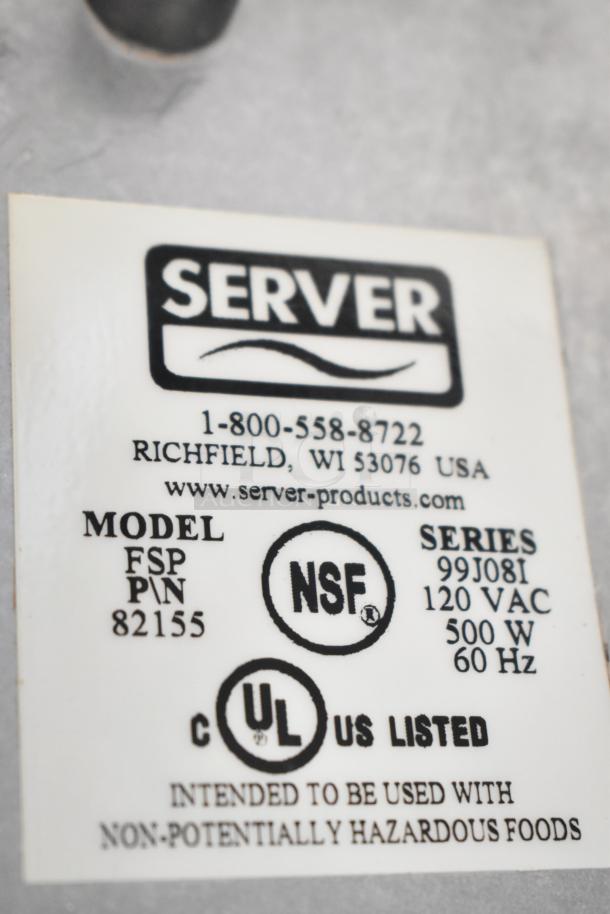 SERVER
1-800-558-8722
RICHFIELD, WI 53076 USA
www.server-products.com
MODEL
FSP
P\N
82155
NSF®
SERIES
99J08I
120 VAC
500 W
60 Hz
C UL US LISTED
INTENDED TO BE USED WITH
NON-POTENTIALLY HAZARDOUS FOODS